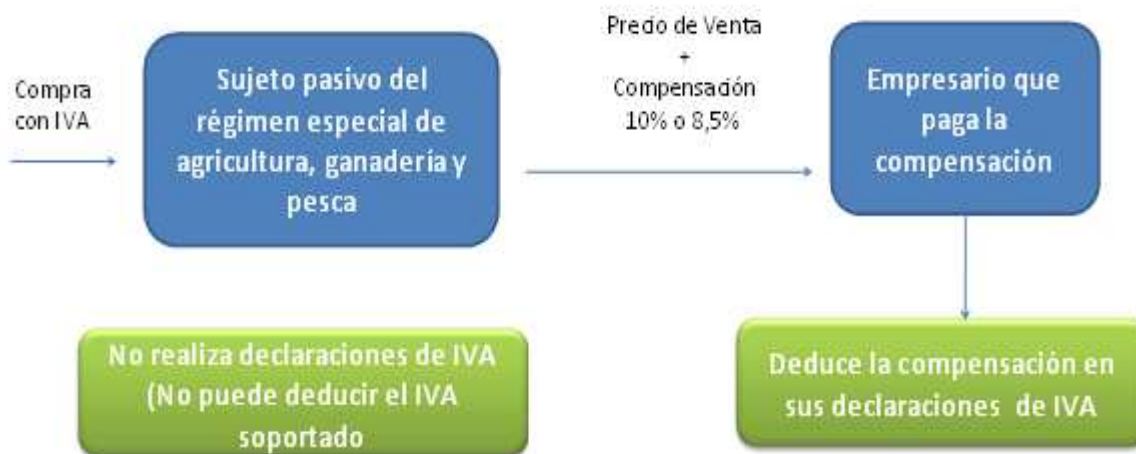 Compra
con IVA
Sujeto pasivo del
régimen especial de
agricultura, ganadería y
pesca
Precio de Venta
+
Compensación
10% o 8,5%
Empresario que
paga la
compensación
No realiza declaraciones de IVA
(No puede deducir el IVA
soportado
Deduce la compensación en
sus declaraciones de IVA